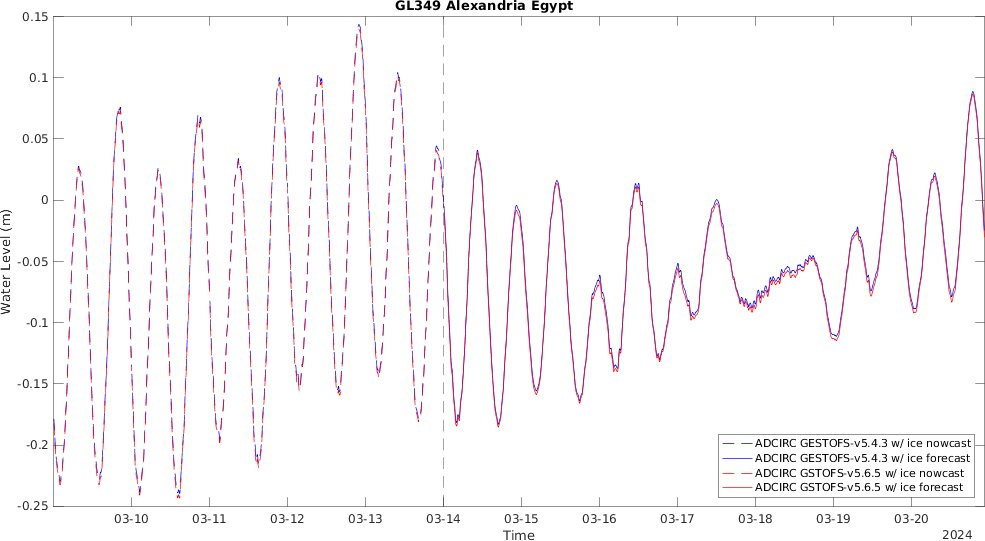 GL349 Alexandria Egypt
0.15
0.1
0.05
0
-0.05
-0.1
-0.15
-0.2
-0.25
Water Level (m)
03-10 03-11 03-12 03-13 03-14 03-15 03-16 03-17 03-18 03-19 03-20
Time
2024
ADCIRC GESTOFS-v5.4.3 w/ ice nowcast
ADCIRC GESTOFS-v5.4.3 w/ ice forecast
ADCIRC GSTOFS-v5.6.5 w/ ice nowcast
ADCIRC GSTOFS-v5.6.5 w/ ice forecast